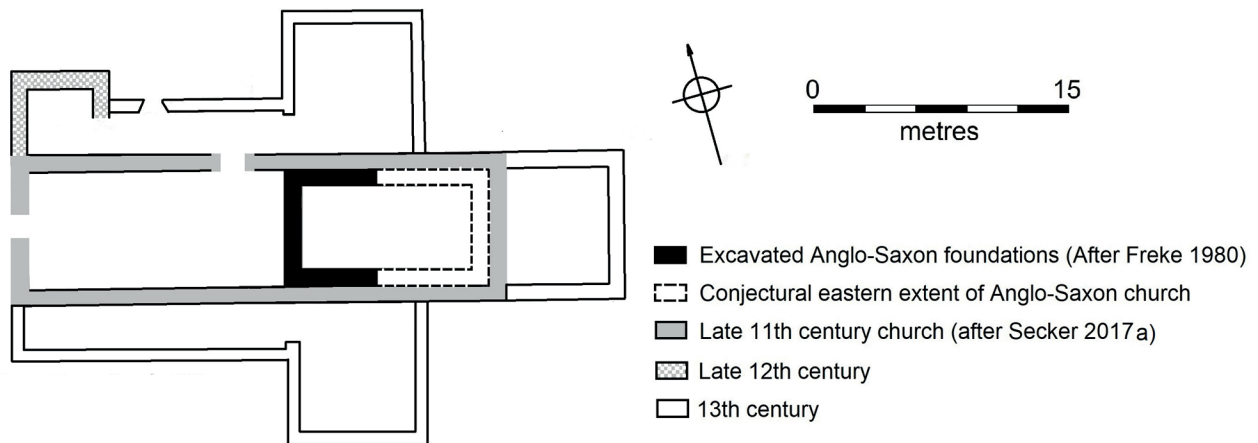 0 15
metres
Excavated Anglo-Saxon foundations (After Freke 1980)
Conjectural eastern extent of Anglo-Saxon church
Late 11th century church (after Secker 2017a)
Late 12th century
13th century